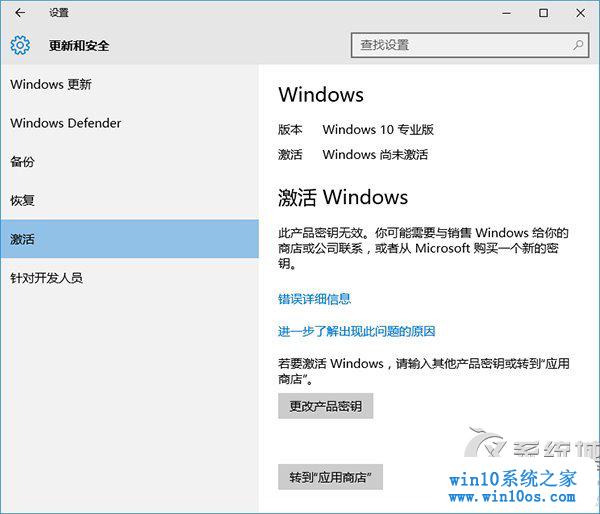 设置
更新和安全
查找设置
Windows 更新
Windows Defender
备份
恢复
激活
针对开发人员
Windows
版本 Windows 10 专业版
激活 Windows 尚未激活
激活 Windows
此产品密钥无效。你可能需要与销售 Windows 给你的
商店或公司联系，或者从 Microsoft 购买一个新的密
钥。
错误详细信息
进一步了解出现此问题的原因
若要激活 Windows，请输入其他产品密钥或转到"应用
商店"。
更改产品密钥
转到"应用商店"
系统城
win10系统之家
www.win10os.com